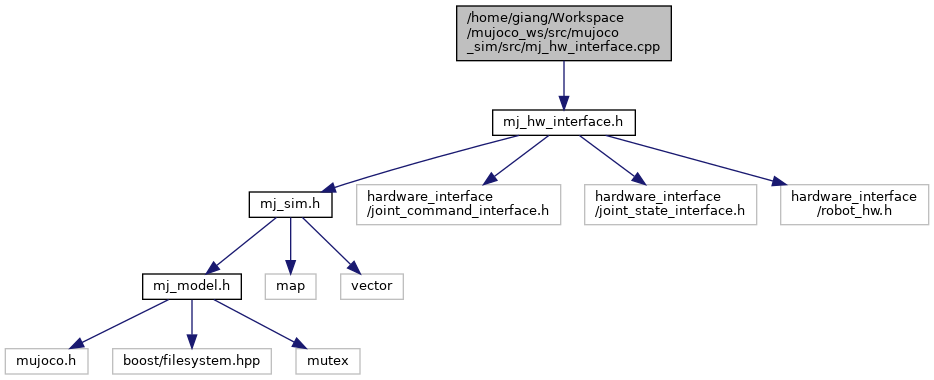 /home/giang/Workspace
/mujoco_ws/src/mujoco
_sim/src/mj_hw_interface.cpp
mj_hw_interface.h
mj_sim.h
hardware_interface
/joint_command_interface.h
hardware_interface
/joint_state_interface.h
hardware_interface
/robot_hw.h
mj_model.h
map
vector
mujoco.h
boost/filesystem.hpp
mutex